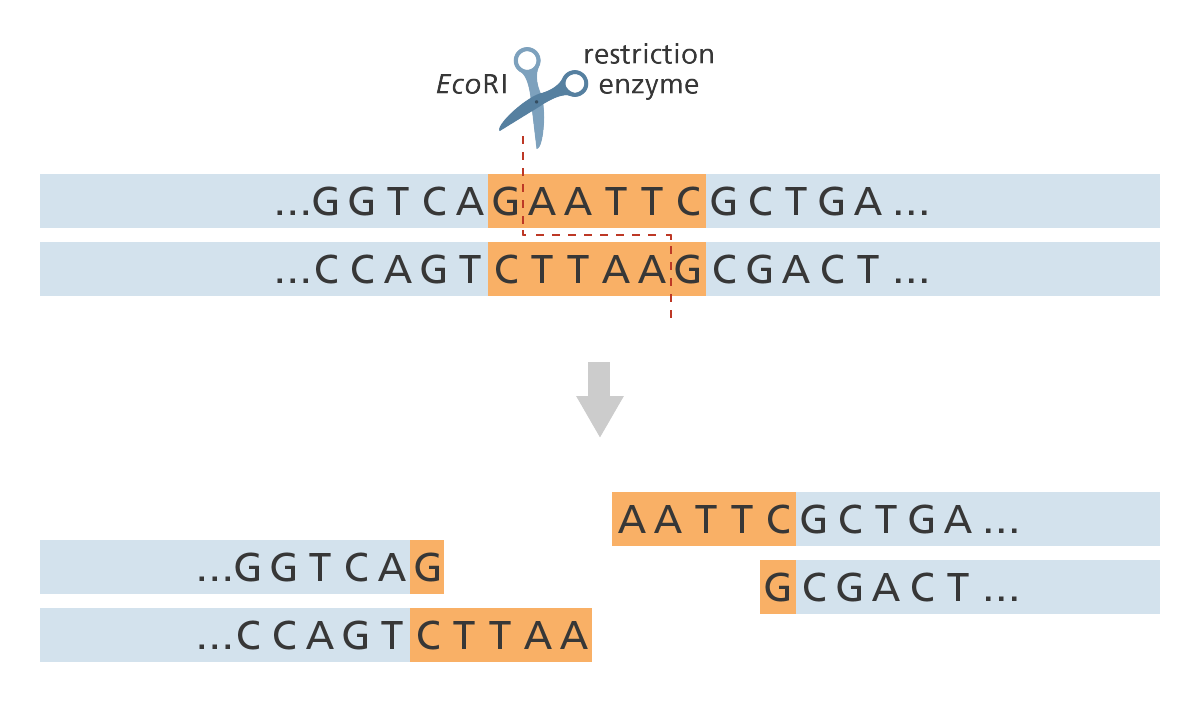 restriction
EcoRI enzyme
...GGTCAGAATTCGCTGA...
...CCAGTCTTAAGCGACT...
AATTCGCTGA...
...GGTCAG
GCGACT...
...CCAGTCTTAA